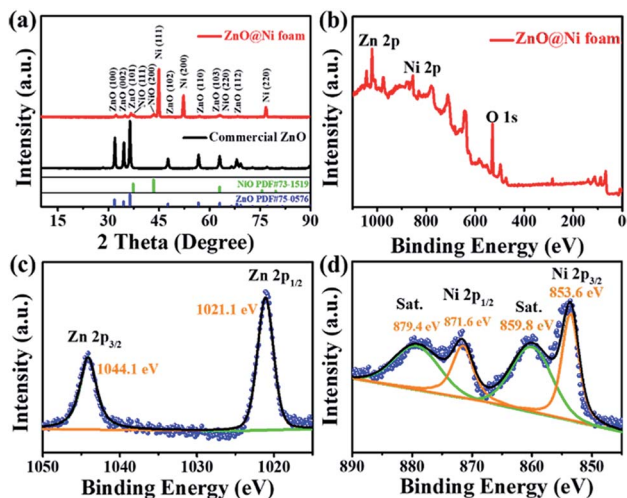 (a)
ZnO@Ni foam
ZnO (100)
ZnO (002)
ZnO (101)
NiO (111)
NiO (200)
Ni (111)
ZnO (102)
Ni (200)
ZnO (110)
ZnO (103)
NiO (220)
ZnO (112)
Ni (220)
Commercial ZnO
NiO PDF#73-1519
ZnO PDF#75-0576
Intensity (a.u.)
15 30 45 60 75 90
2 Theta (Degree)
(b)
ZnO@Ni foam
Zn 2p
Ni 2p
O 1s
Intensity (a.u.)
1000 800 600 400 200 0
Binding Energy (eV)
(c)
Zn 2p1/2
1021.1 eV
Zn 2p3/2
1044.1 eV
Intensity (a.u.)
1050 1040 1030 1020
Binding Energy (eV)
(d)
Ni 2p3/2
853.6 eV
Sat.
859.8 eV
Ni 2p1/2
871.6 eV
Sat.
879.4 eV
Intensity (a.u.)
890 880 870 860 850
Binding Energy (eV)